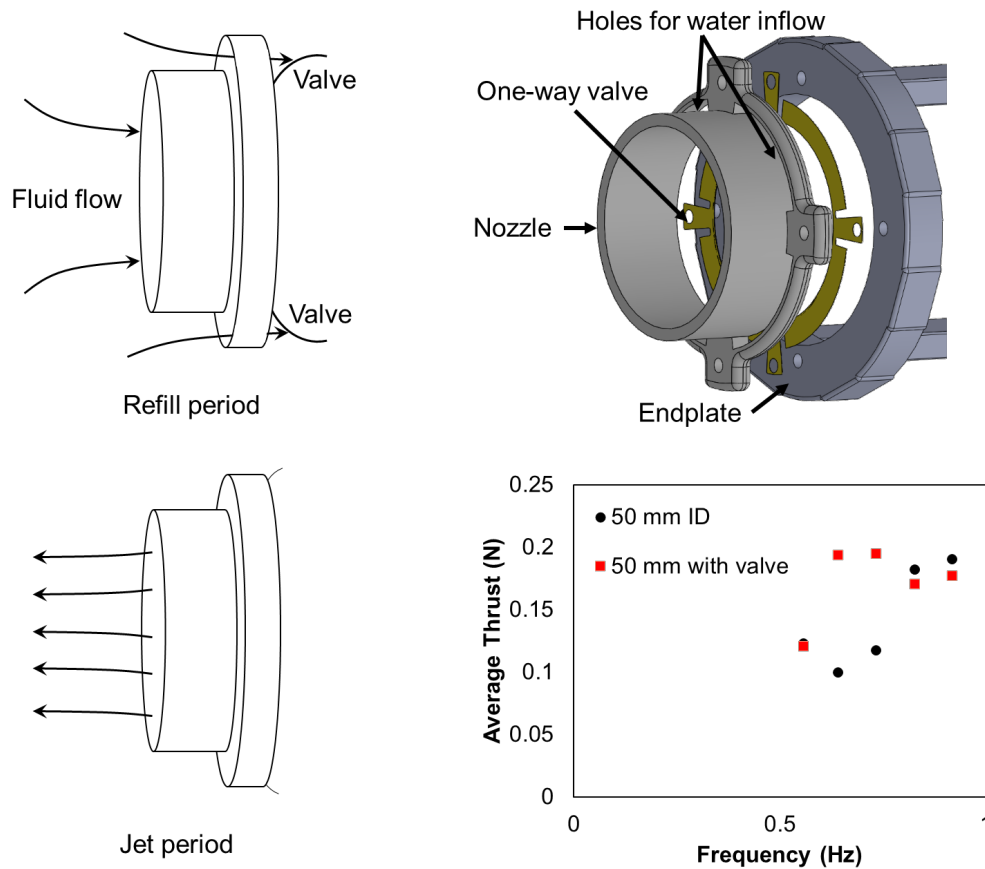 Valve
Fluid flow
Valve
Refill period
Holes for water inflow
One-way valve
Nozzle
Endplate
Jet period
0.25
0.2
0.15
0.1
0.05
0
50 mm ID
50 mm with valve
Average Thrust (N)
0
0.5
1
Frequency (Hz)